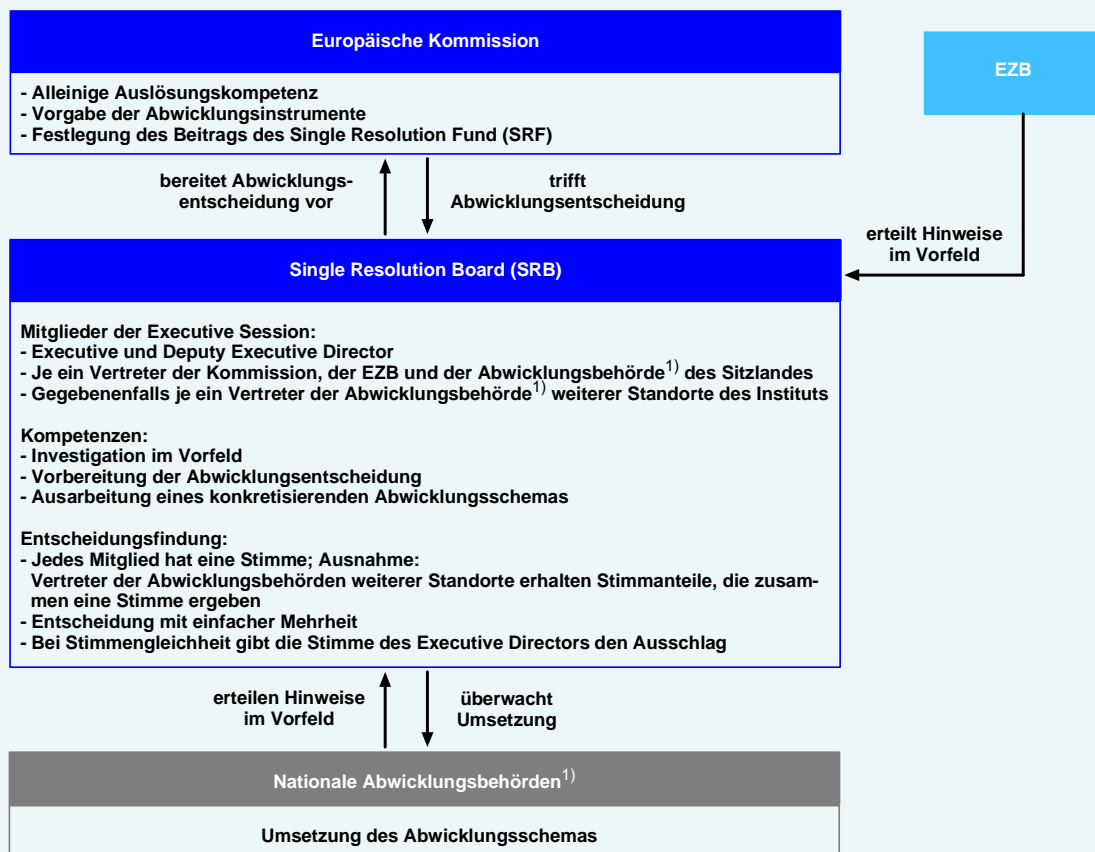 Europäische Kommission
- Alleinige Auslösungskompetenz
- Vorgabe der Abwicklungsinstrumente
- Festlegung des Beitrags des Single Resolution Fund (SRF)
EZB
bereitet Abwicklungs-
entscheidung vor
trifft
Abwicklungsentscheidung
erteilt Hinweise
im Vorfeld
Single Resolution Board (SRB)
Mitglieder der Executive Session:
- Executive und Deputy Executive Director
- Je ein Vertreter der Kommission, der EZB und der Abwicklungsbehörde1) des Sitzlandes
- Gegebenenfalls je ein Vertreter der Abwicklungsbehörde1) weiterer Standorte des Instituts
Kompetenzen:
- Investigation im Vorfeld
- Vorbereitung der Abwicklungsentscheidung
- Ausarbeitung eines konkretisierenden Abwicklungsschemas
Entscheidungsfindung:
- Jedes Mitglied hat eine Stimme; Ausnahme:
Vertreter der Abwicklungsbehörden weiterer Standorte erhalten Stimmanteile, die zusam-
men eine Stimme ergeben
- Entscheidung mit einfacher Mehrheit
- Bei Stimmengleichheit gibt die Stimme des Executive Directors den Ausschlag
erteilen Hinweise
im Vorfeld
überwacht
Umsetzung
Nationale Abwicklungsbehörden1)
Umsetzung des Abwicklungsschemas